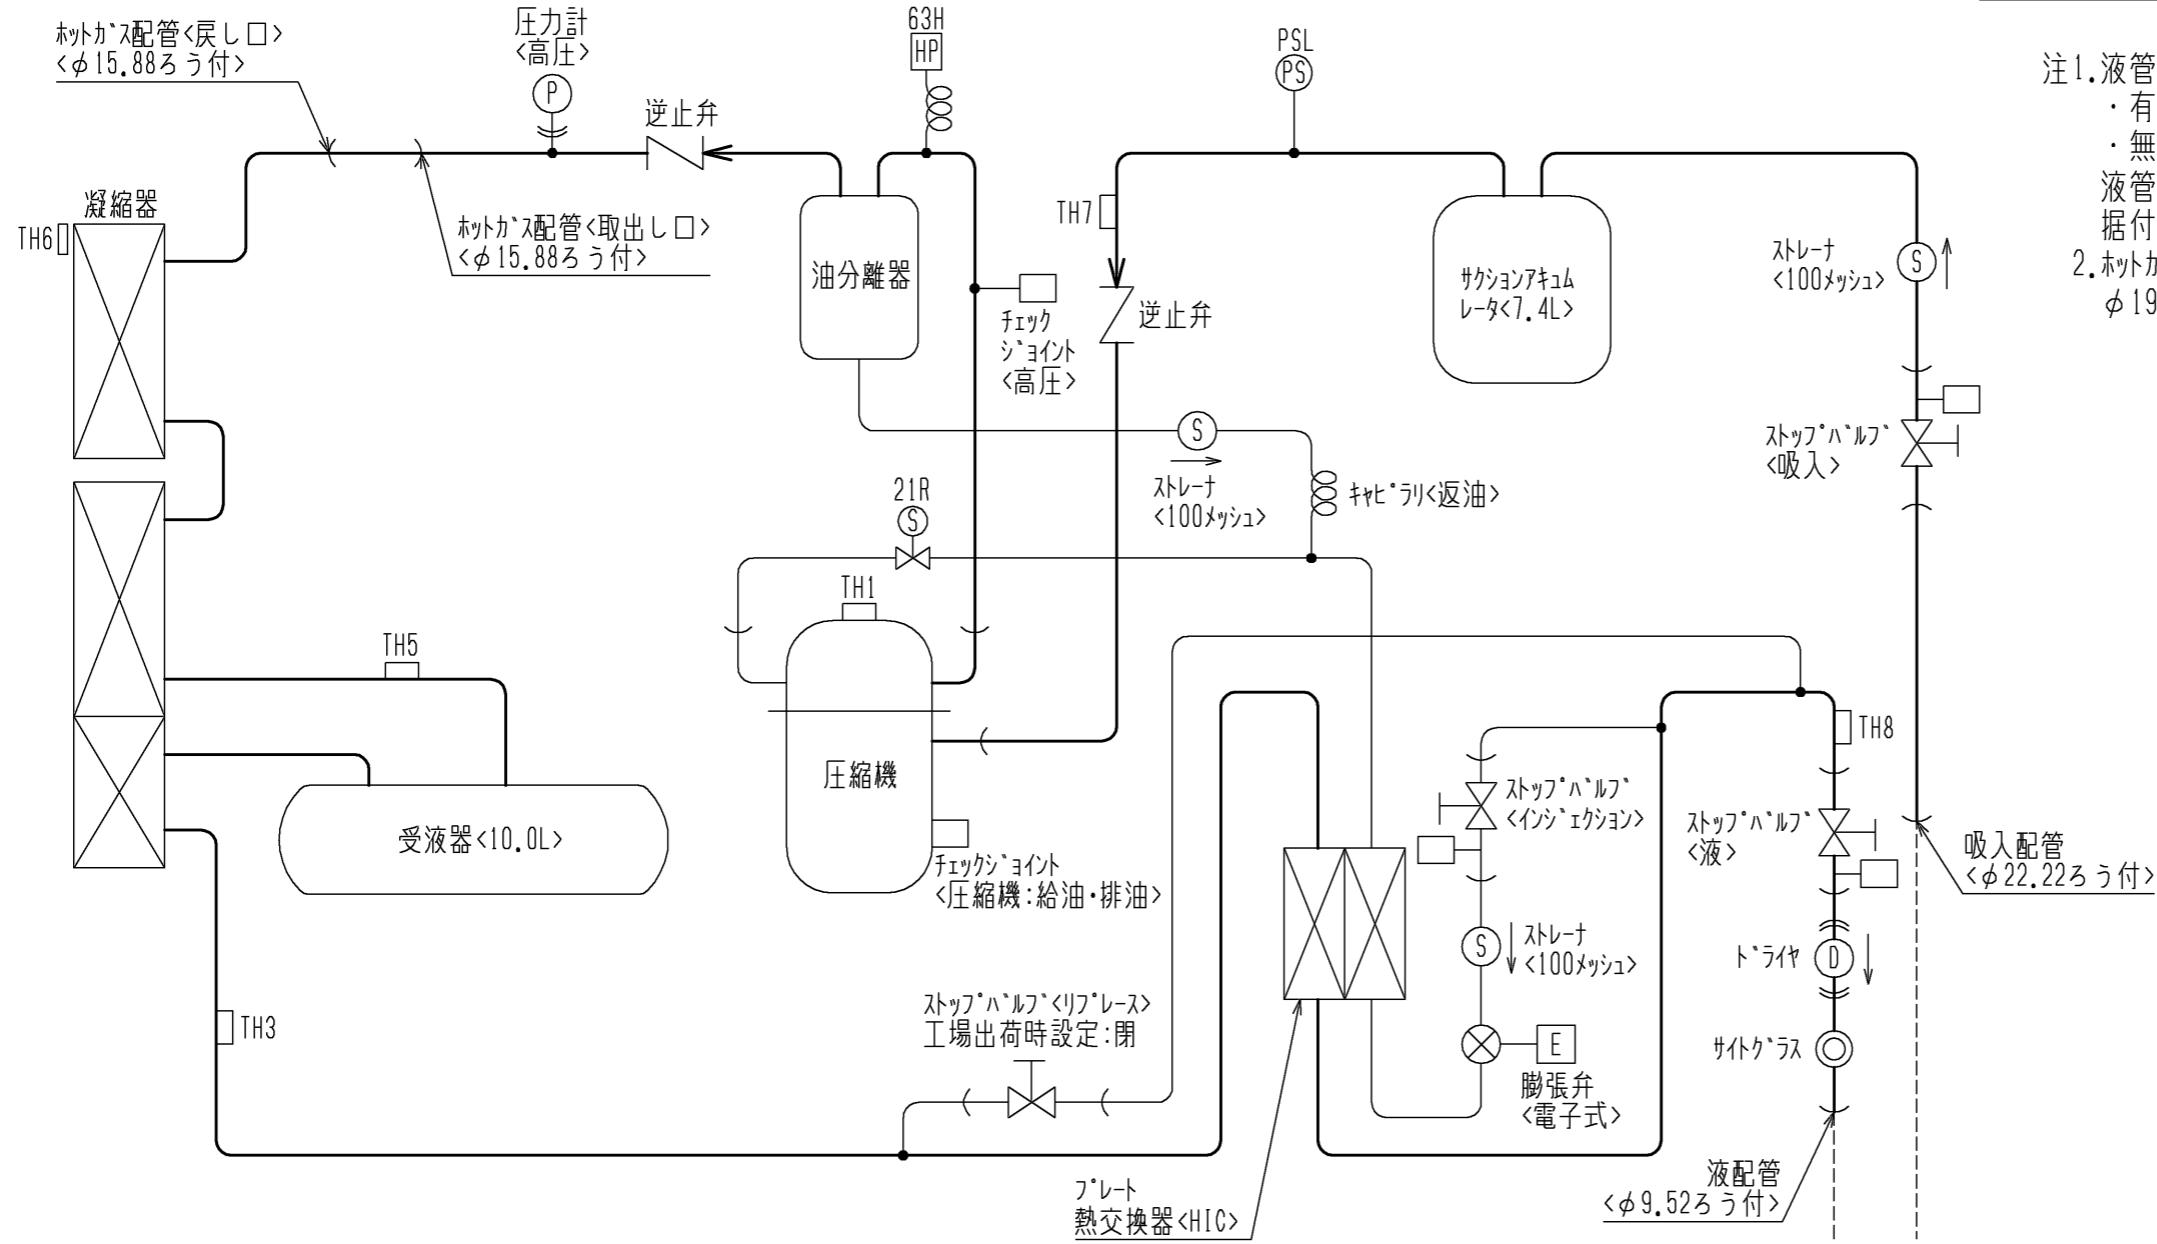 ﾎｯﾄｶﾞｽ配管<戻し口>
<φ15.88ろう付>
圧力計
<高圧>
P
逆止弁
63H
HP
PSL
PS
注1.液管
・有
・無
液管
据付
2.ﾎｯﾄｶ
φ19
凝縮器
TH6
ﾎｯﾄｶﾞｽ配管<取出し口>
<φ15.88ろう付>
油分離器
チェック
ジョイント
<高圧>
TH7
逆止弁
ｻｸｼｮﾝｱｷｭﾑ
ﾚｰﾀ<7.4L>
ストレーナ
<100メッシュ>
S
ストップバルブ
<吸入>
S
ストレーナ
<100メッシュ>
ｷｬﾋﾟﾗﾘ<返油>
21R
S
TH1
TH5
圧縮機
受液器<10.0L>
チェックジョイント
<圧縮機:給油・排油>
ストップバルブ
<インジェクション>
ストップバルブ
<液>
TH8
吸入配管
<φ22.22ろう付>
S
ストレーナ
<100メッシュ>
ドライヤ
D
TH3
ストップバルブ<リプレース>
工場出荷時設定:閉
E
膨張弁
<電子式>
サイトグラス
プレート
熱交換器<HIC>
液配管
<φ9.52ろう付>